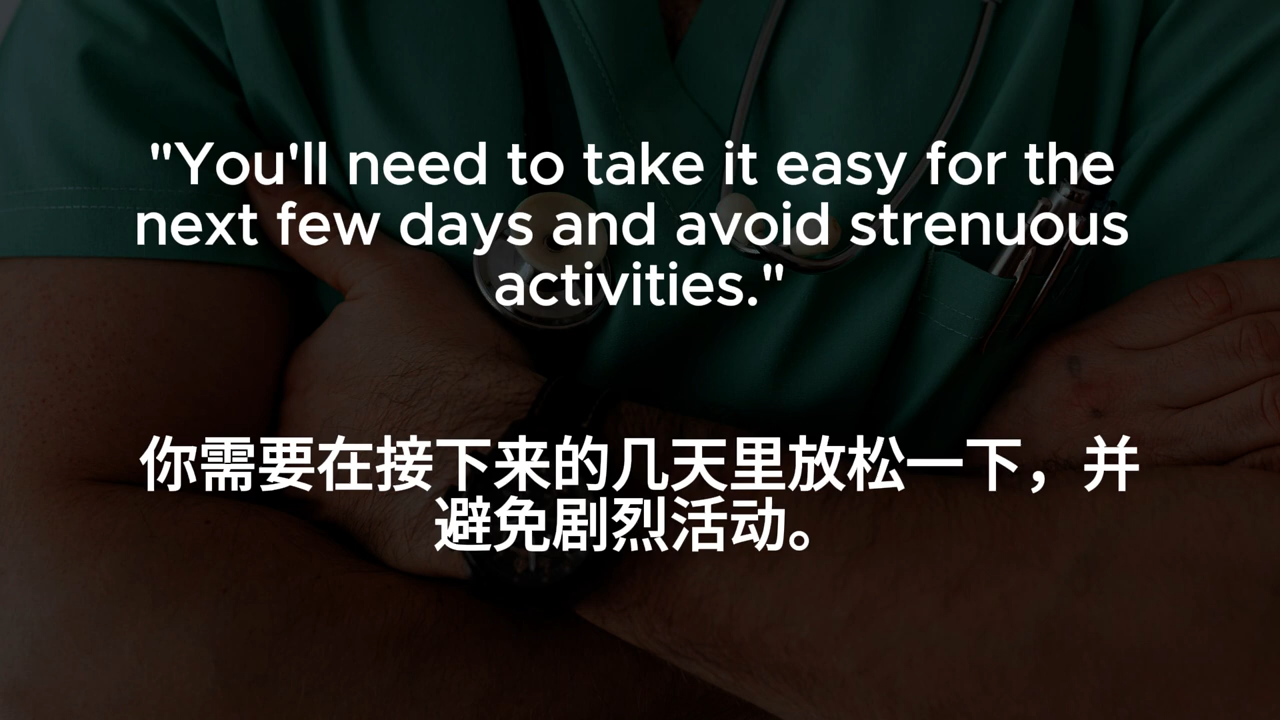 "You'll need to take it easy for the
next few days and avoid strenuous
activities."
你需要在接下来的几天里放松一下，并
避免剧烈活动。